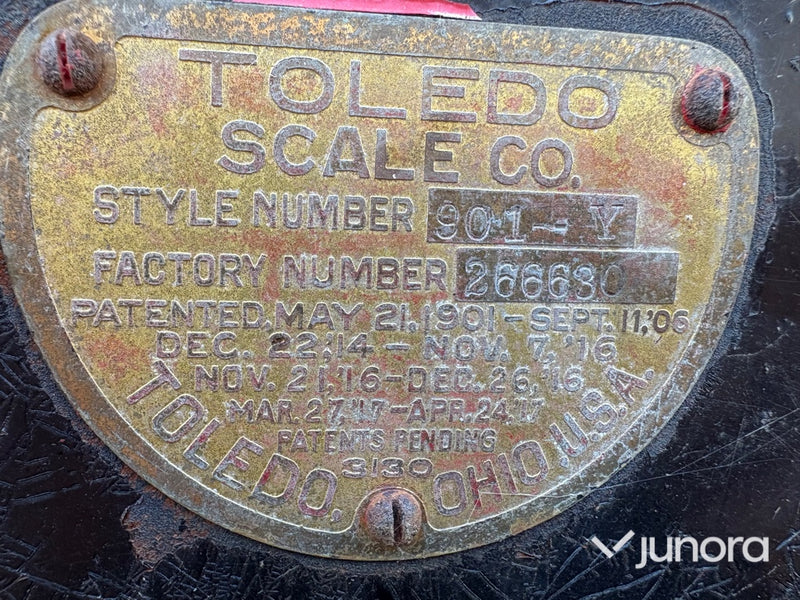 TOLEDO
SCALE CO.
STYLE NUMBER 901-Y
FACTORY NUMBER 266630
PATENTED, MAY 21, 1901 - SEPT. 11, '06
DEC. 22, '14 - NOV. 7, '16
NOV. 21, '16 - DEC. 26, '16
MAR. 27, '17 - APR. 24, '17
PATENTS PENDING
3130
TOLEDO, OHIO U.S.A.
junora